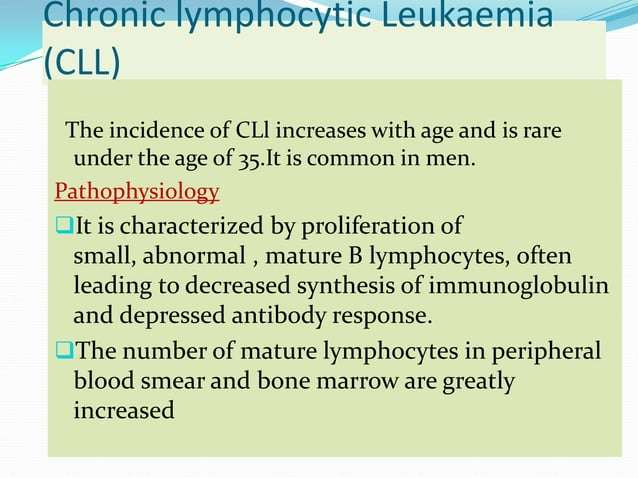 Chronic lymphocytic Leukaemia
(CLL)
The incidence of CLl increases with age and is rare
under the age of 35.It is common in men.
Pathophysiology
It is characterized by proliferation of
small, abnormal , mature B lymphocytes, often
leading to decreased synthesis of immunoglobulin
and depressed antibody response.
The number of mature lymphocytes in peripheral
blood smear and bone marrow are greatly
increased